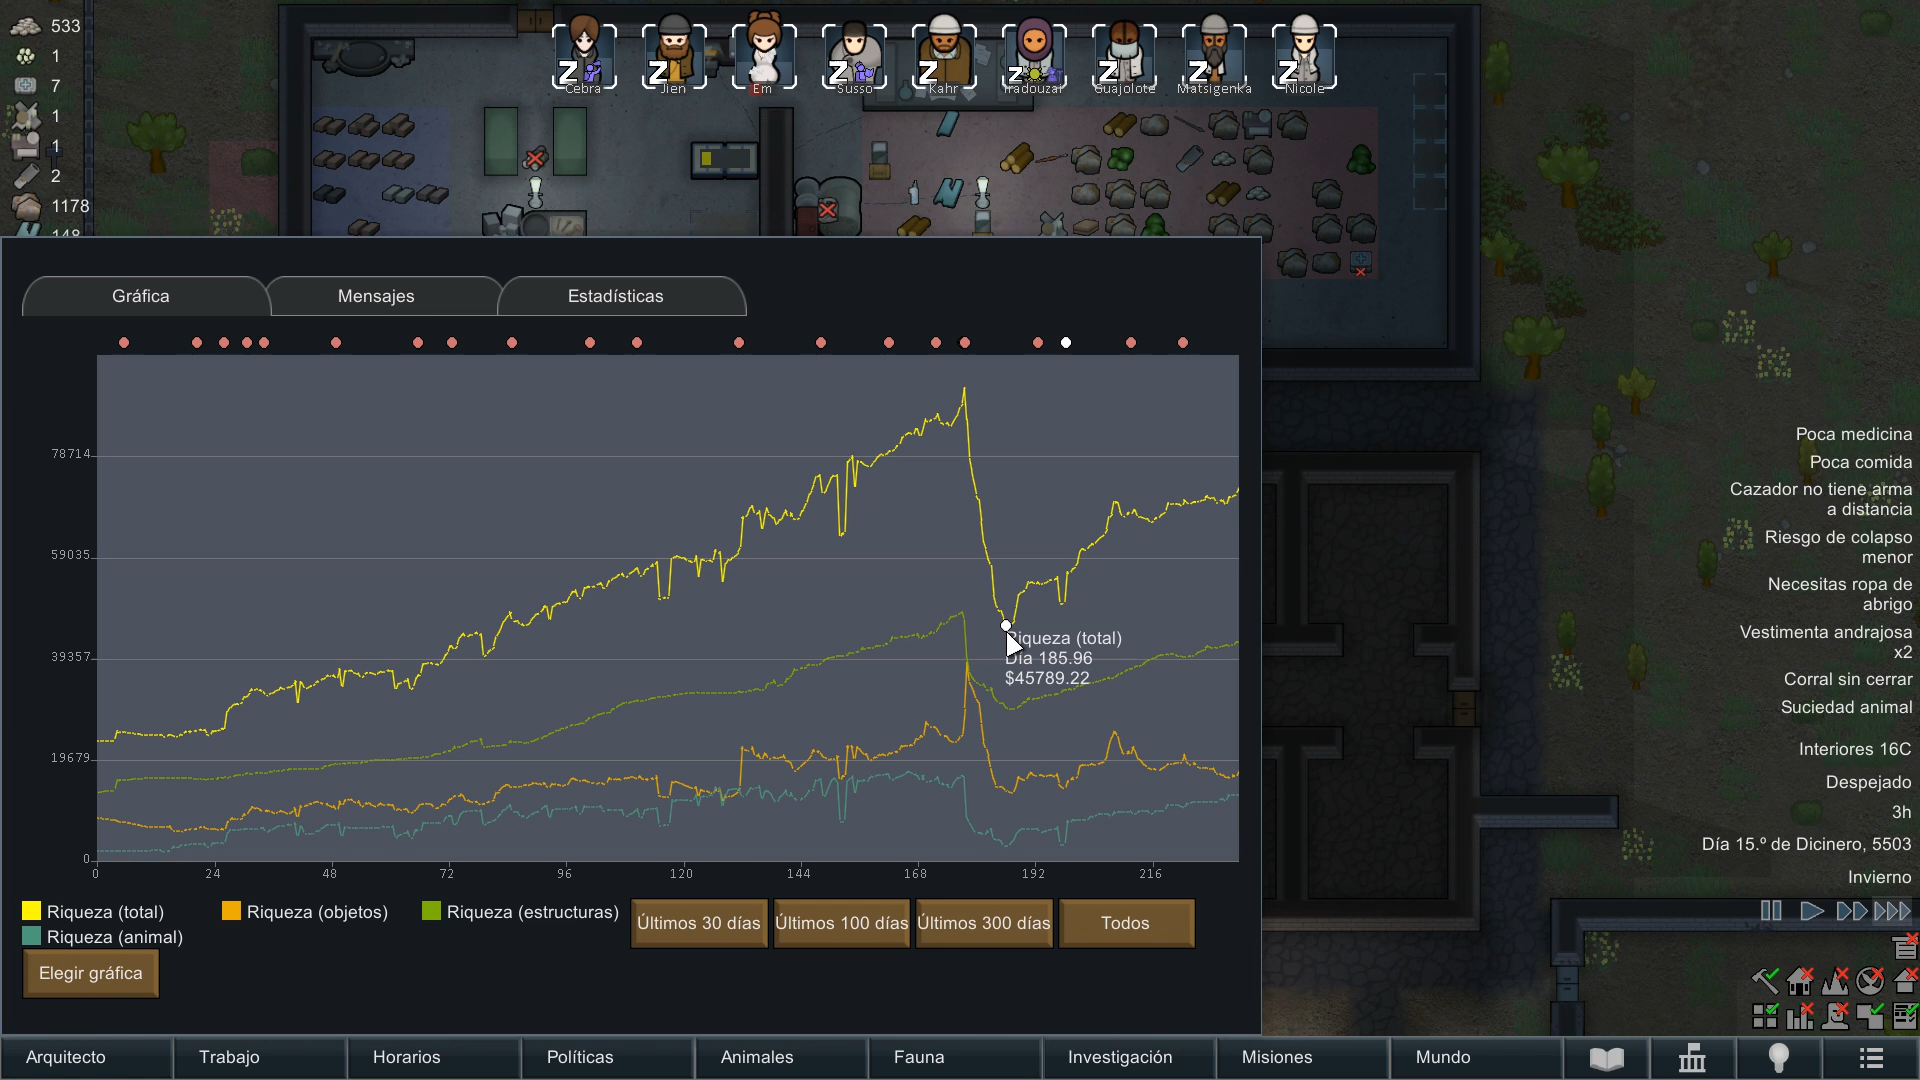 533
1
7
1
1
2
1178
148
Cebra
Jien
Em
Susso
Kahr
Iradouzai
Guajolote
Matsigenka
Nicole
Gráfica
Mensajes
Estadísticas
78714
59035
39357
19679
0
Riqueza (total)
Día 185.96
$45789.22
0 24 48 72 96 120 144 168 192 216
Riqueza (total)
Riqueza (objetos)
Riqueza (estructuras)
Riqueza (animal)
Últimos 30 días
Últimos 100 días
Últimos 300 días
Todos
Elegir gráfica
Poca medicina
Poca comida
Cazador no tiene arma
a distancia
Riesgo de colapso
menor
Necesitas ropa de
abrigo
Vestimenta andrajosa
x2
Corral sin cerrar
Suciedad animal
Interiores 16C
Despejado
3h
Día 15.º de Dicinero, 5503
Invierno
Arquitecto
Trabajo
Horarios
Políticas
Animales
Fauna
Investigación
Misiones
Mundo